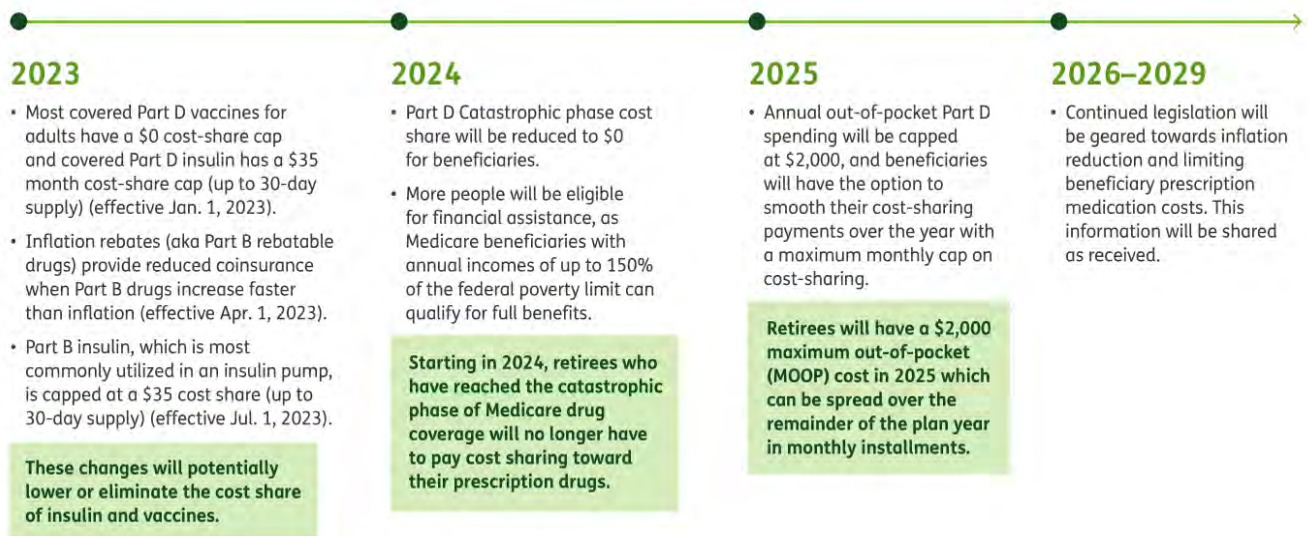 2023
• Most covered Part D vaccines for
adults have a $0 cost-share cap
and covered Part D insulin has a $35
month cost-share cap (up to 30-day
supply) (effective Jan. 1, 2023).
• Inflation rebates (aka Part B rebatable
drugs) provide reduced coinsurance
when Part B drugs increase faster
than inflation (effective Apr. 1, 2023).
• Part B insulin, which is most
commonly utilized in an insulin pump,
is capped at a $35 cost share (up to
30-day supply) (effective Jul. 1, 2023).
These changes will potentially
lower or eliminate the cost share
of insulin and vaccines.
2024
• Part D Catastrophic phase cost
share will be reduced to $0
for beneficiaries.
• More people will be eligible
for financial assistance, as
Medicare beneficiaries with
annual incomes of up to 150%
of the federal poverty limit can
qualify for full benefits.
Starting in 2024, retirees who
have reached the catastrophic
phase of Medicare drug
coverage will no longer have
to pay cost sharing toward
their prescription drugs.
2025
• Annual out-of-pocket Part D
spending will be capped
at $2,000, and beneficiaries
will have the option to
smooth their cost-sharing
payments over the year with
a maximum monthly cap on
cost-sharing.
Retirees will have a $2,000
maximum out-of-pocket
(MOOP) cost in 2025 which
can be spread over the
remainder of the plan year
in monthly installments.
2026–2029
• Continued legislation will
be geared towards inflation
reduction and limiting
beneficiary prescription
medication costs. This
information will be shared
as received.